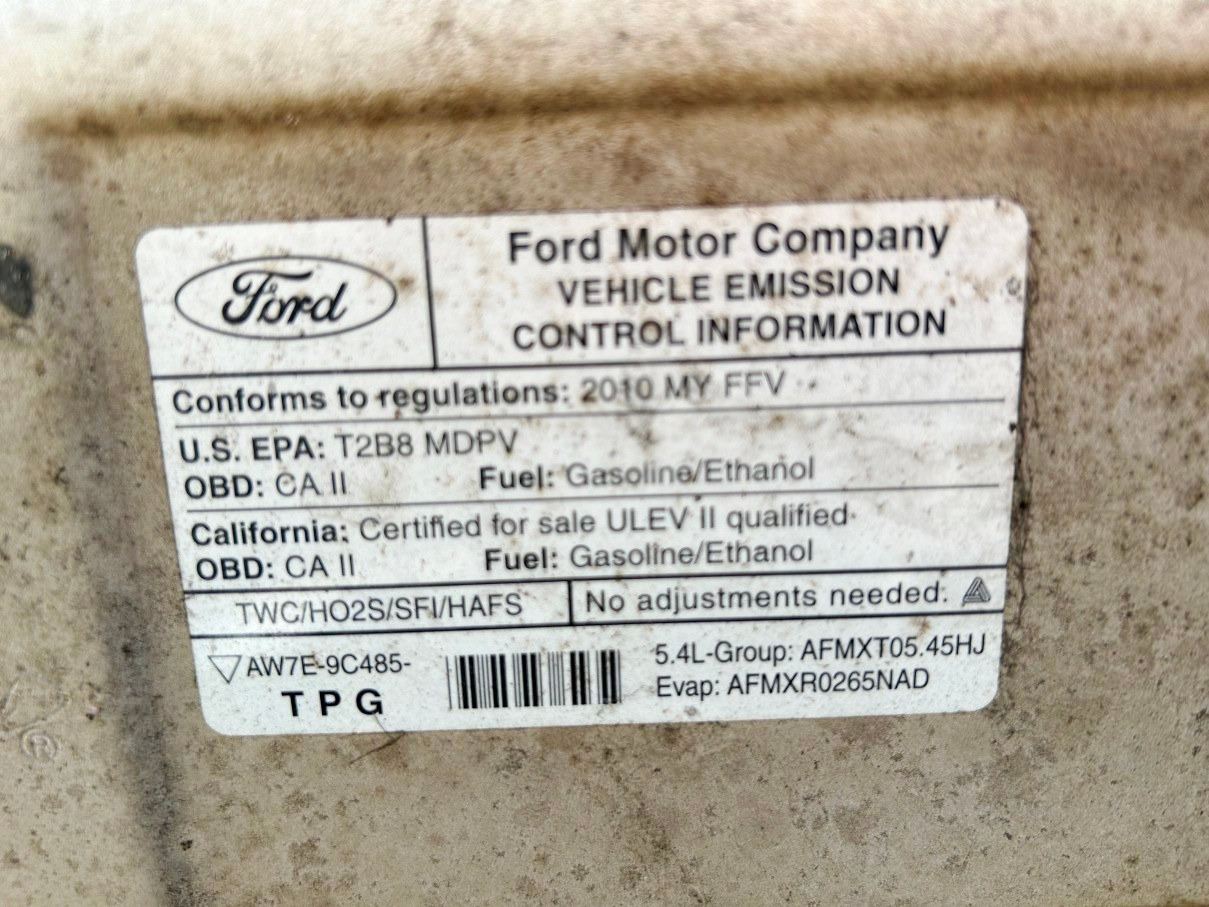 Ford
Ford Motor Company
VEHICLE EMISSION
CONTROL INFORMATION
Conforms to regulations: 2010 MY FFV
U.S. EPA: T2B8 MDPV
OBD: CA II Fuel: Gasoline/Ethanol
California: Certified for sale ULEV II qualified
OBD: CA II Fuel: Gasoline/Ethanol
TWC/HO2S/SFI/HAFS No adjustments needed.
AW7E-9C485-
TPG
5.4L-Group: AFMXT05.45HJ
Evap: AFMXR0265NAD
®